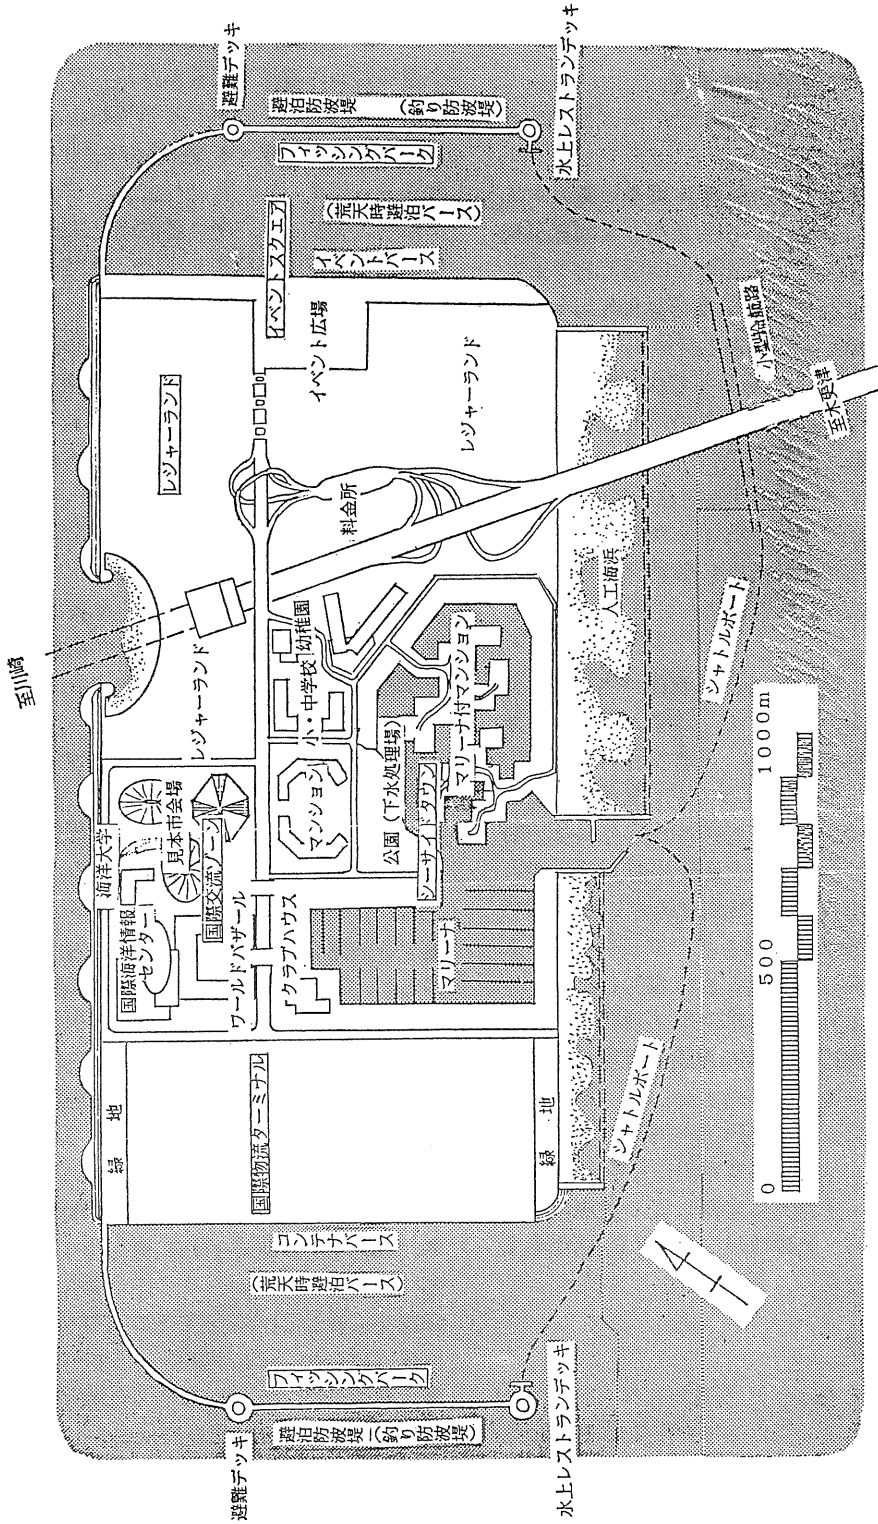 避難デッキ
避泊防波堤
(釣り防波堤)
フィッシングパーク
水上レストランデッキ
(荒天時避泊バース)
イベントバース
イベントスクェア
イベント広場
レジャーランド
レジャーランド
小型船航路
至木更津
料金所
人工海浜
至川崎
レジャーランド
幼稚園
小・中学校
マンション
公園(下水処理場)
マリーナ付マンション
シーサイドタウン
シャトルボート
海洋大学
見本市会場
国際交流ゾーン
国際海洋情報
センター
ワールドバザール
クラブハウス
マリーナ
緑地
国際物流ターミナル
緑地
シャトルボート
コンテナバース
(荒天時避泊バース)
フィッシングパーク
避泊防波堤
(釣り防波堤)
避難デッキ
水上レストランデッキ
0
500
1000m